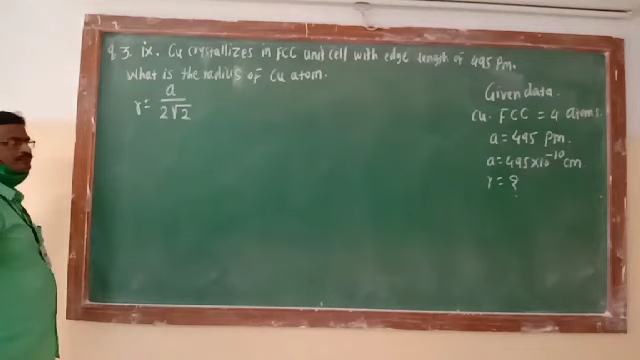 Q 3. ix. Cu crystallizes in FCC unit cell with edge length of 495 Pm.
What is the radius of Cu atom.
r = a / 2√2
Given data.
Cu. FCC = 4 atoms.
a = 495 Pm.
a = 495 x 10⁻¹⁰ cm
r = ?